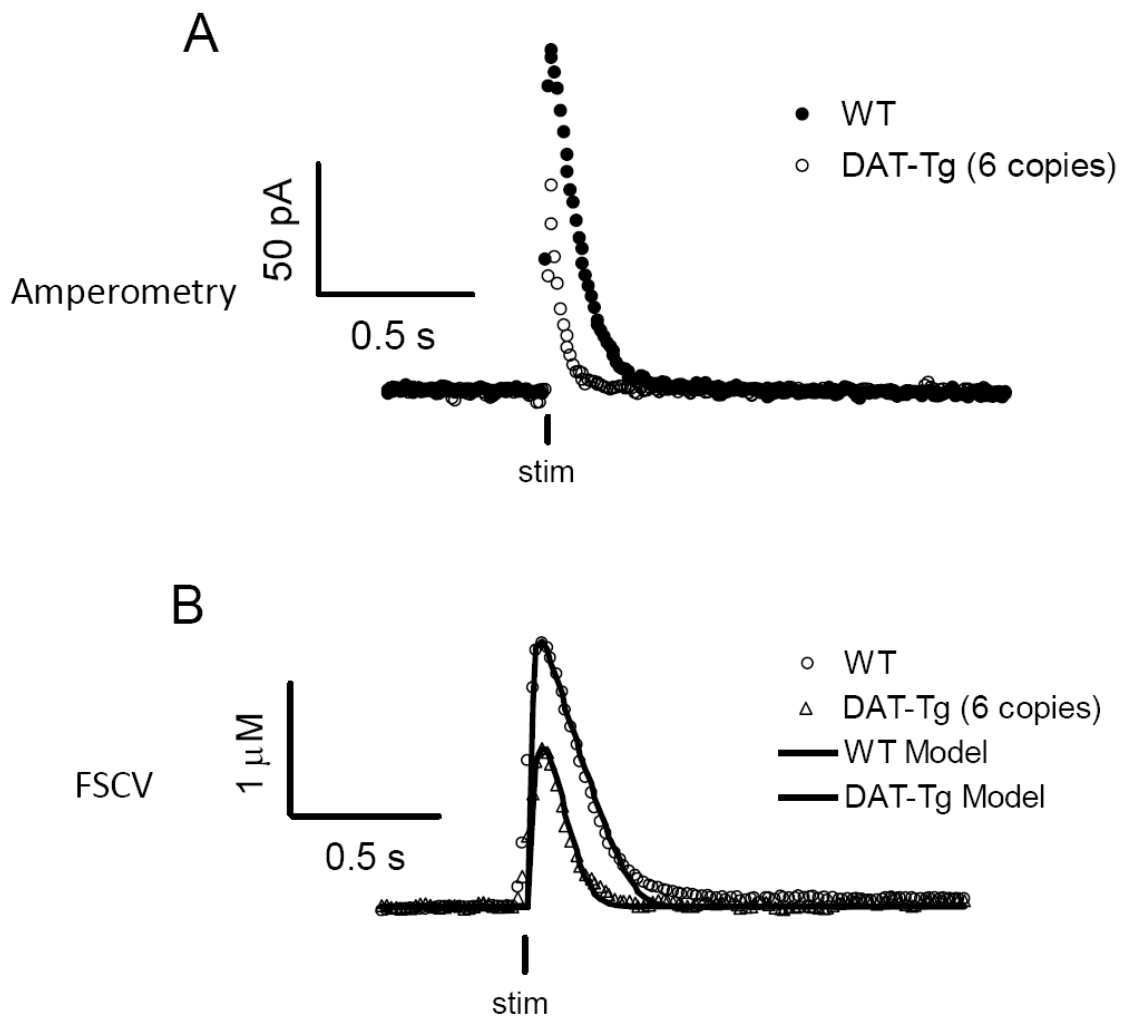 A
WT
DAT-Tg (6 copies)
50 pA
Amperometry
0.5 s
stim
B
WT
DAT-Tg (6 copies)
WT Model
DAT-Tg Model
1 μM
FSCV
0.5 s
stim